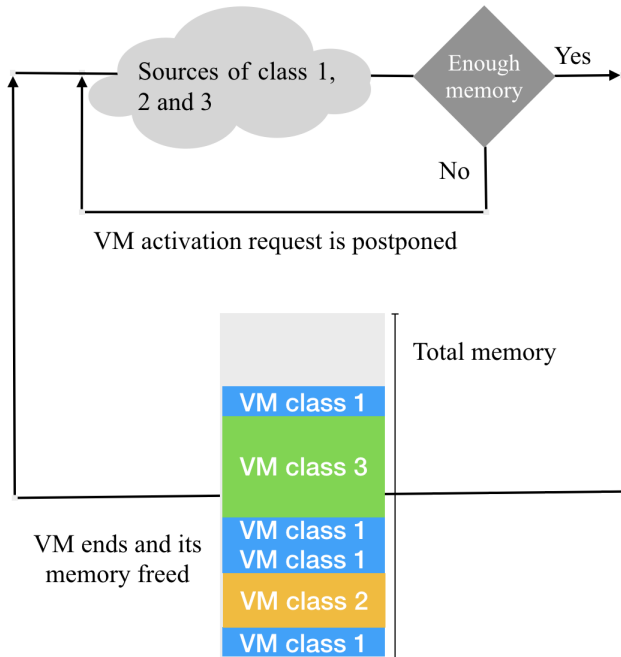 Sources of class 1,
2 and 3
Enough
memory
Yes
No
VM activation request is postponed
Total memory
VM class 1
VM class 3
VM class 1
VM class 1
VM class 2
VM class 1
VM ends and its
memory freed